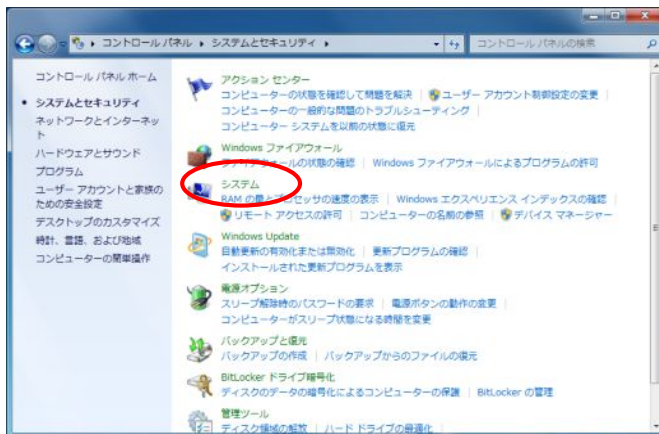 コントロール パネル ▸ システムとセキュリティ ▸
コントロール パネルの検索
コントロール パネル ホーム
システムとセキュリティ
ネットワークとインターネッ
ト
ハードウェアとサウンド
プログラム
ユーザー アカウントと家族の
ための安全設定
デスクトップのカスタマイズ
時計、言語、および地域
コンピューターの簡単操作
アクション センター
コンピューターの状態を確認して問題を解決 | ユーザー アカウント制御設定の変更 |
コンピューターの一般的な問題のトラブルシューティング |
コンピューター システムを以前の状態に復元
Windows ファイアウォール
ファイアウォールの状態の確認 | Windows ファイアウォールによるプログラムの許可
システム
RAM の量とプロセッサの速度の表示 | Windows エクスペリエンス インデックスの確認 |
リモート アクセスの許可 | コンピューターの名前の参照 | デバイス マネージャー
Windows Update
自動更新の有効化または無効化 | 更新プログラムの確認 |
インストールされた更新プログラムを表示
電源オプション
スリープ解除時のパスワードの要求 | 電源ボタンの動作の変更 |
コンピューターがスリープ状態になる時間を変更
バックアップと復元
バックアップの作成 | バックアップからのファイルの復元
BitLocker ドライブ暗号化
ディスクのデータの暗号化によるコンピューターの保護 | BitLocker の管理
管理ツール
ディスク領域の解放 | ハード ドライブの最適化 |